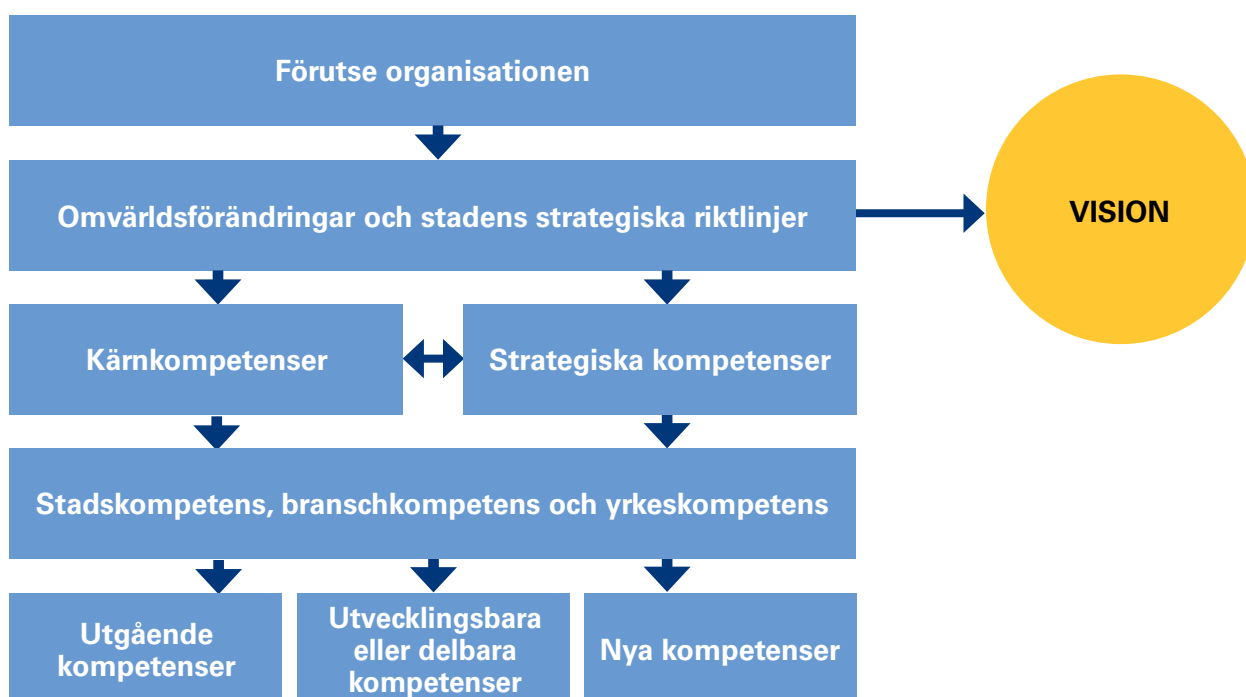 Förutse organisationen
Omvärldsförändringar och stadens strategiska riktlinjer
VISION
Kärnkompetenser
Strategiska kompetenser
Stadskompetens, branschkompetens och yrkeskompetens
Utgående
kompetenser
Utvecklingsbara
eller delbara
kompetenser
Nya kompetenser